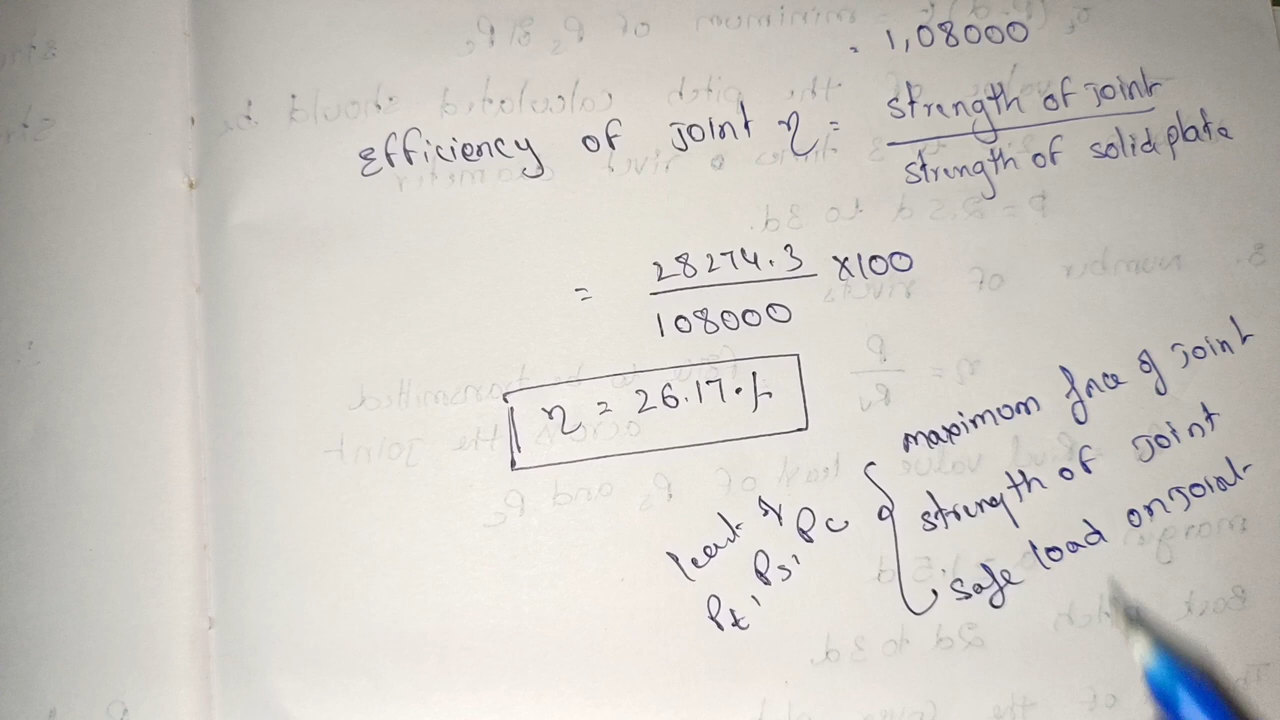 = 1,08000
Efficiency of joint η = strength of joint / strength of solid plate
= 28274.3 / 108000 ×100
η = 26.17 %
least of Pt, Ps, Pc { maximum force of joint
strength of joint
safe load on joint